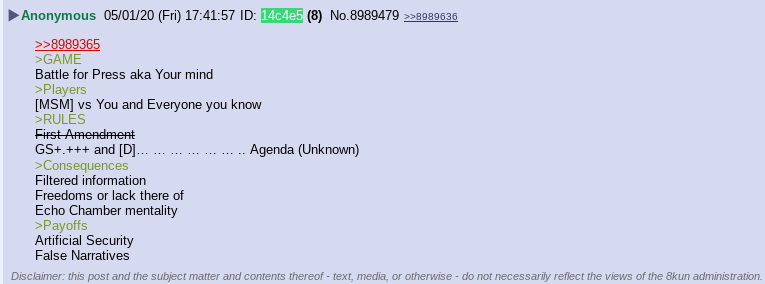 ▶Anonymous 05/01/20 (Fri) 17:41:57 ID: 14c4e5 (8) No.8989479 >>8989636
>>8989365
>GAME
Battle for Press aka Your mind
>Players
[MSM] vs You and Everyone you know
>RULES
First Amendment
GS+.+++ and [D]… … … … … … .. Agenda (Unknown)
>Consequences
Filtered information
Freedoms or lack there of
Echo Chamber mentality
>Payoffs
Artificial Security
False Narratives
Disclaimer: this post and the subject matter and contents thereof - text, media, or otherwise - do not necessarily reflect the views of the 8kun administration.